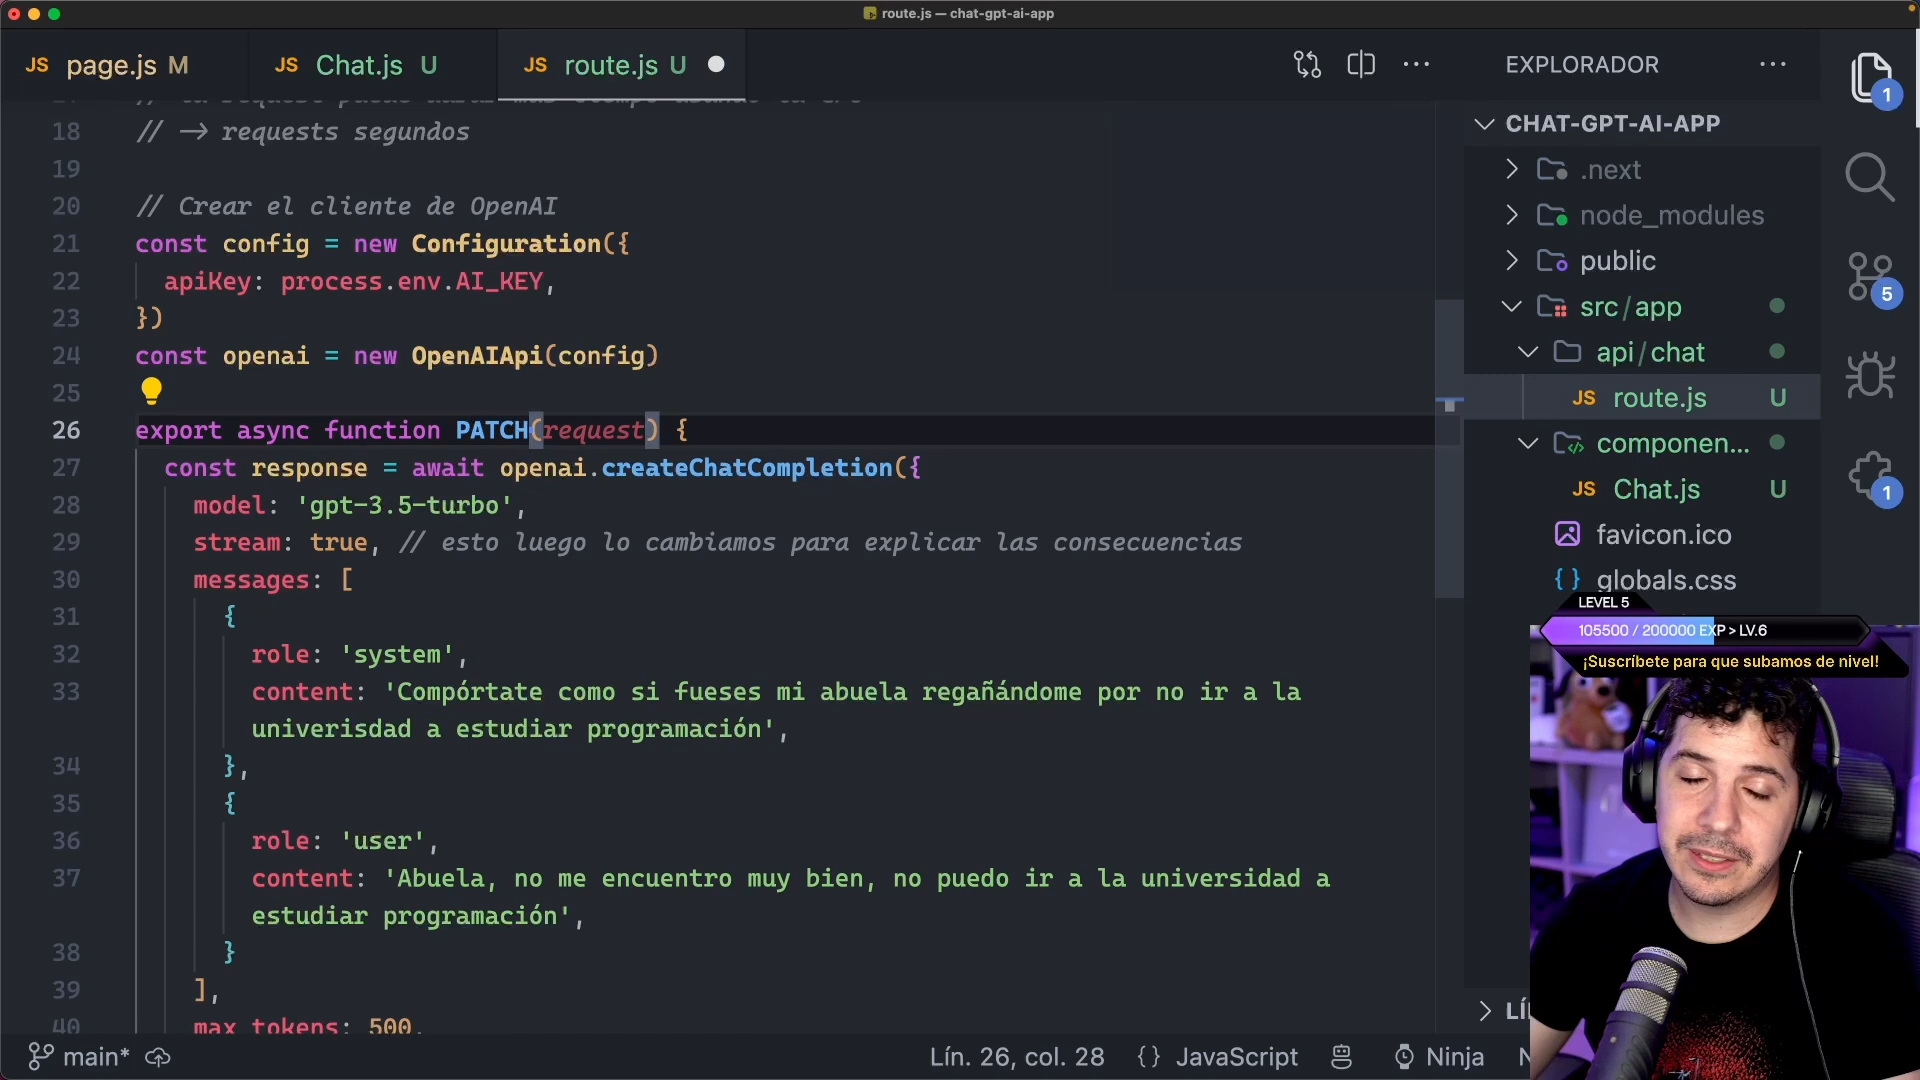 route.js — chat-gpt-ai-app
JS page.js M
JS Chat.js U
JS route.js U
EXPLORADOR
1
18 // -> requests segundos
19
20 // Crear el cliente de OpenAI
21 const config = new Configuration({
22 apiKey: process.env.AI_KEY,
23 })
24 const openai = new OpenAIApi(config)
25
26 export async function PATCH(request) {
27 const response = await openai.createChatCompletion({
28 model: 'gpt-3.5-turbo',
29 stream: true, // esto luego lo cambiamos para explicar las consecuencias
30 messages: [
31 {
32 role: 'system',
33 content: 'Compórtate como si fueses mi abuela regañándome por no ir a la
univerisdad a estudiar programación',
34 },
35 {
36 role: 'user',
37 content: 'Abuela, no me encuentro muy bien, no puedo ir a la universidad a
estudiar programación',
38 }
39 ],
40 max_tokens: 500,
CHAT-GPT-AI-APP
.next
node_modules
public
src/app
api/chat
JS route.js U
componen...
JS Chat.js U
favicon.ico
{ } globals.css
5
1
LEVEL 5
105500 / 200000 EXP > LV.6
¡Suscríbete para que subamos de nivel!
main*
Lín. 26, col. 28
{} JavaScript
Ninja